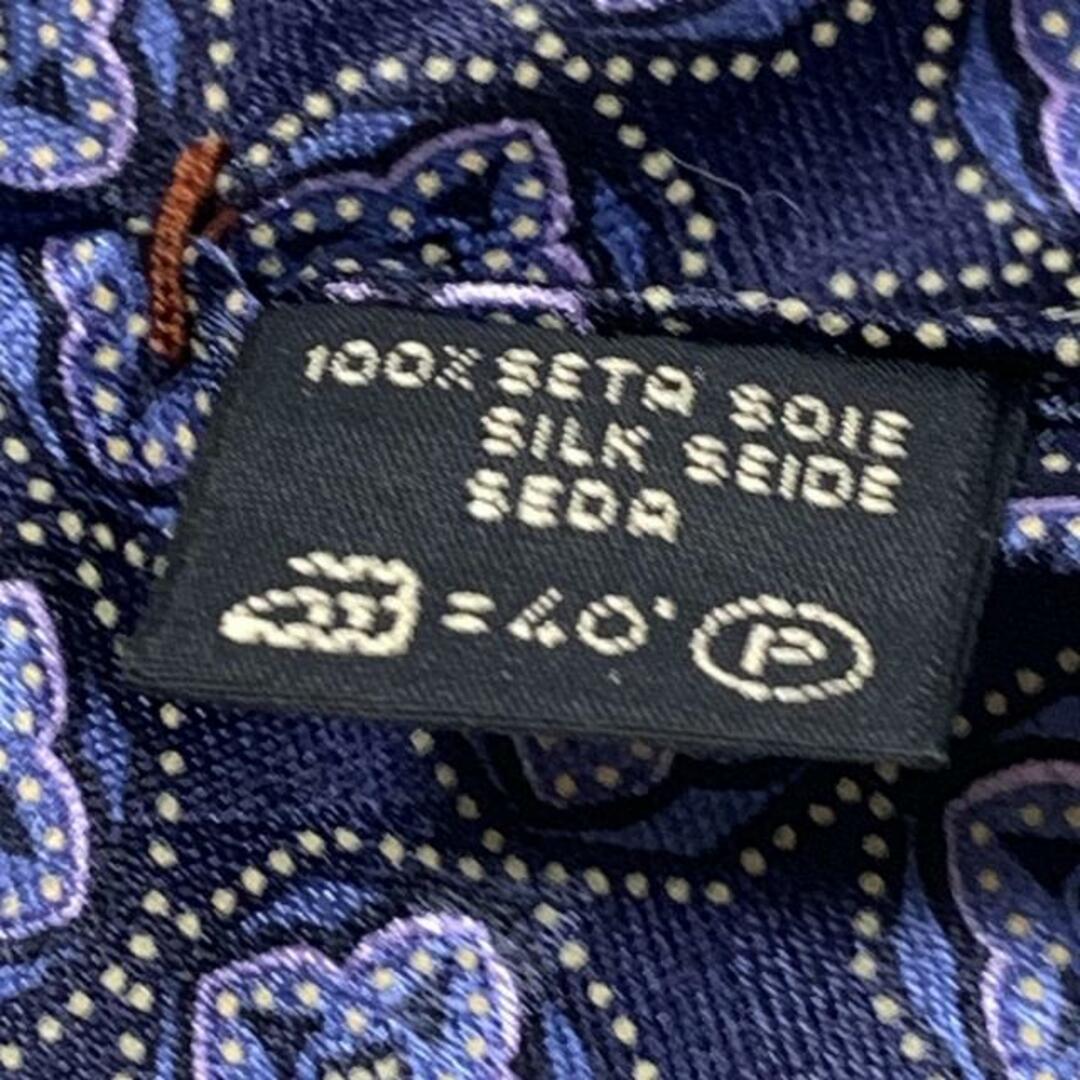 100% SETA SOIE
SILK SEIDE
SEDA
= 40° P